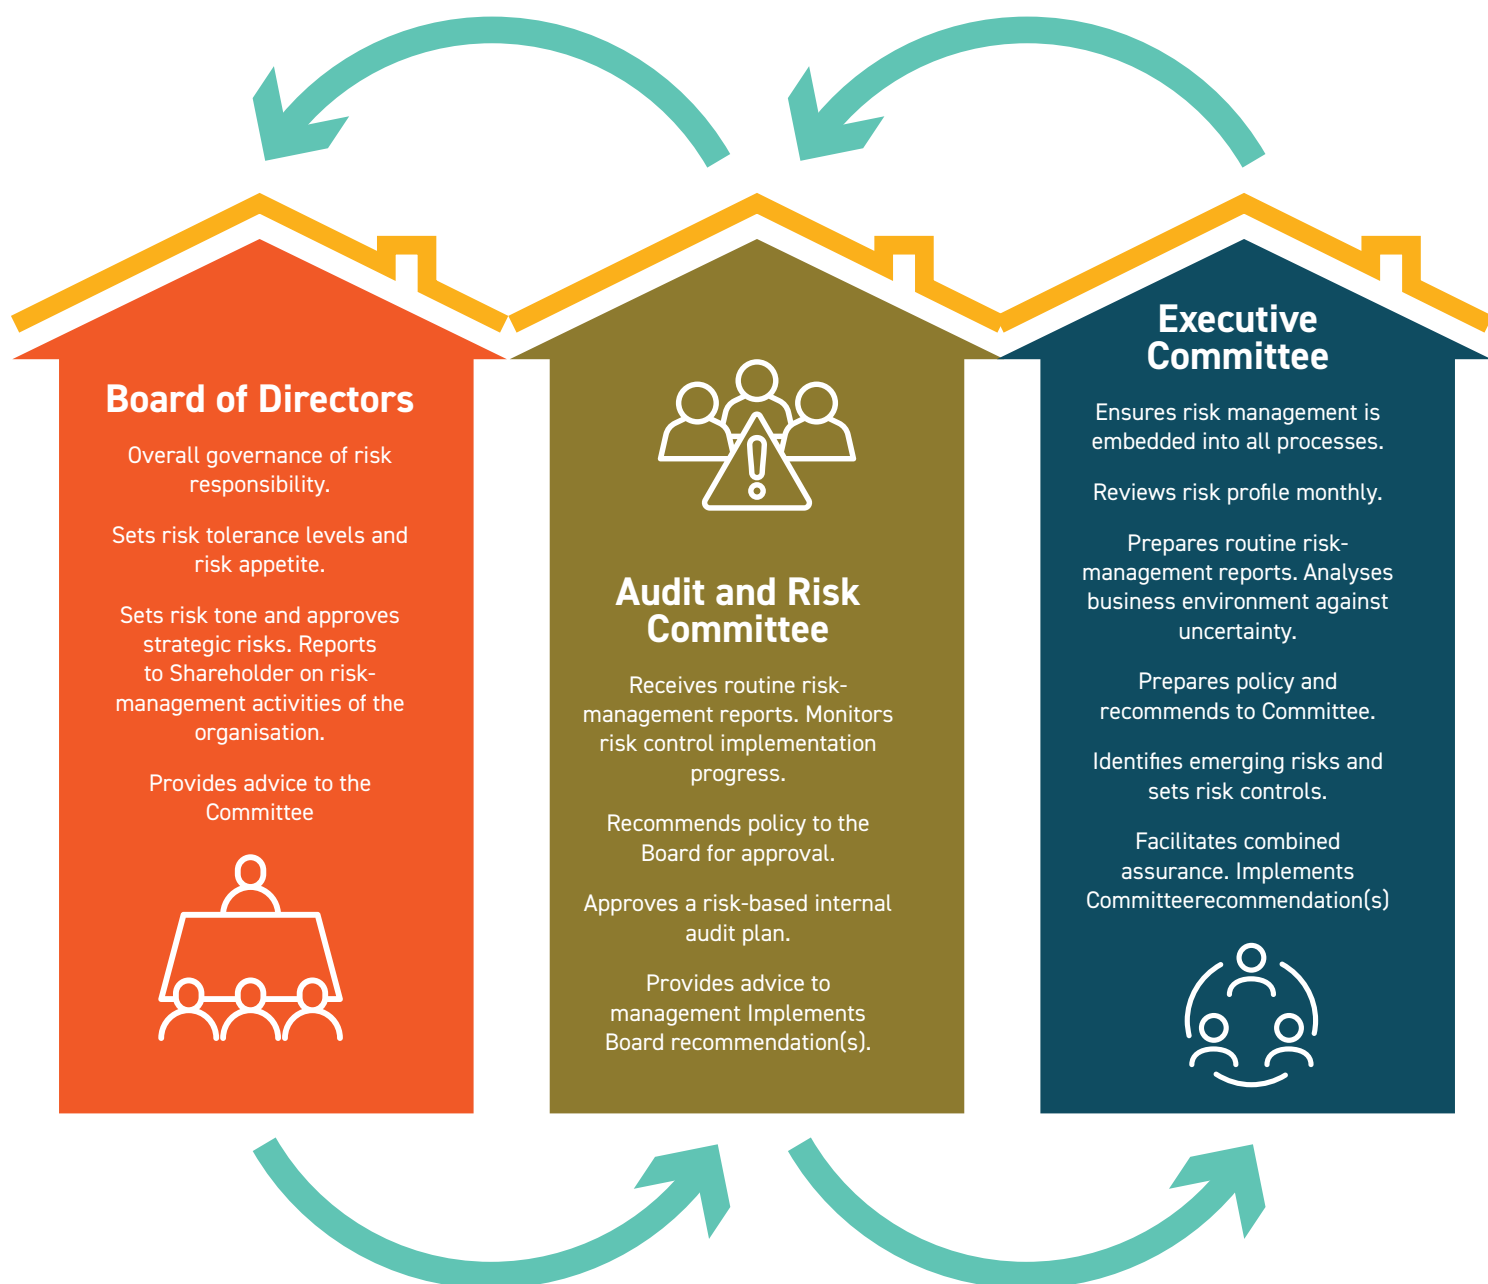 Board of Directors
Overall governance of risk
responsibility.
Sets risk tolerance levels and
risk appetite.
Sets risk tone and approves
strategic risks. Reports
to Shareholder on risk-
management activities of the
organisation.
Provides advice to the
Committee
Audit and Risk
Committee
Receives routine risk-
management reports. Monitors
risk control implementation
progress.
Recommends policy to the
Board for approval.
Approves a risk-based internal
audit plan.
Provides advice to
management Implements
Board recommendation(s).
Executive
Committee
Ensures risk management is
embedded into all processes.
Reviews risk profile monthly.
Prepares routine risk-
management reports. Analyses
business environment against
uncertainty.
Prepares policy and
recommends to Committee.
Identifies emerging risks and
sets risk controls.
Facilitates combined
assurance. Implements
Committeerecommendation(s)